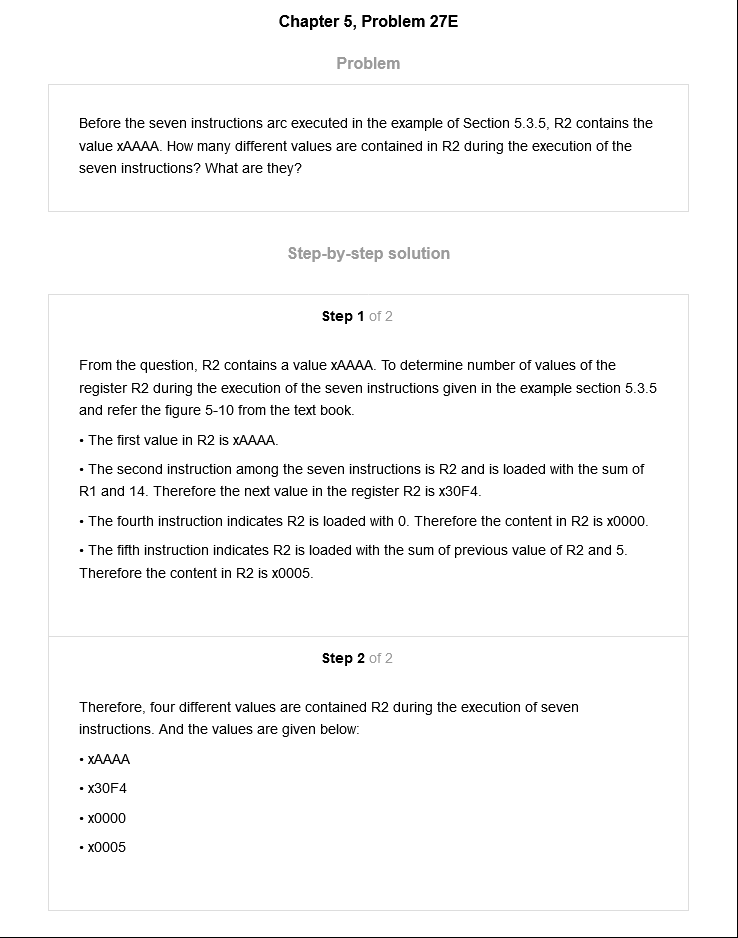 Chapter 5, Problem 27E
Problem
Before the seven instructions arc executed in the example of Section 5.3.5, R2 contains the
value xAAAA. How many different values are contained in R2 during the execution of the
seven instructions? What are they?
Step-by-step solution
Step 1 of 2
From the question, R2 contains a value xAAAA. To determine number of values of the
register R2 during the execution of the seven instructions given in the example section 5.3.5
and refer the figure 5-10 from the text book.
• The first value in R2 is xAAAA.
• The second instruction among the seven instructions is R2 and is loaded with the sum of
R1 and 14. Therefore the next value in the register R2 is x30F4.
• The fourth instruction indicates R2 is loaded with 0. Therefore the content in R2 is x0000.
• The fifth instruction indicates R2 is loaded with the sum of previous value of R2 and 5.
Therefore the content in R2 is x0005.
Step 2 of 2
Therefore, four different values are contained R2 during the execution of seven
instructions. And the values are given below:
• xAAAA
• x30F4
• x0000
• x0005